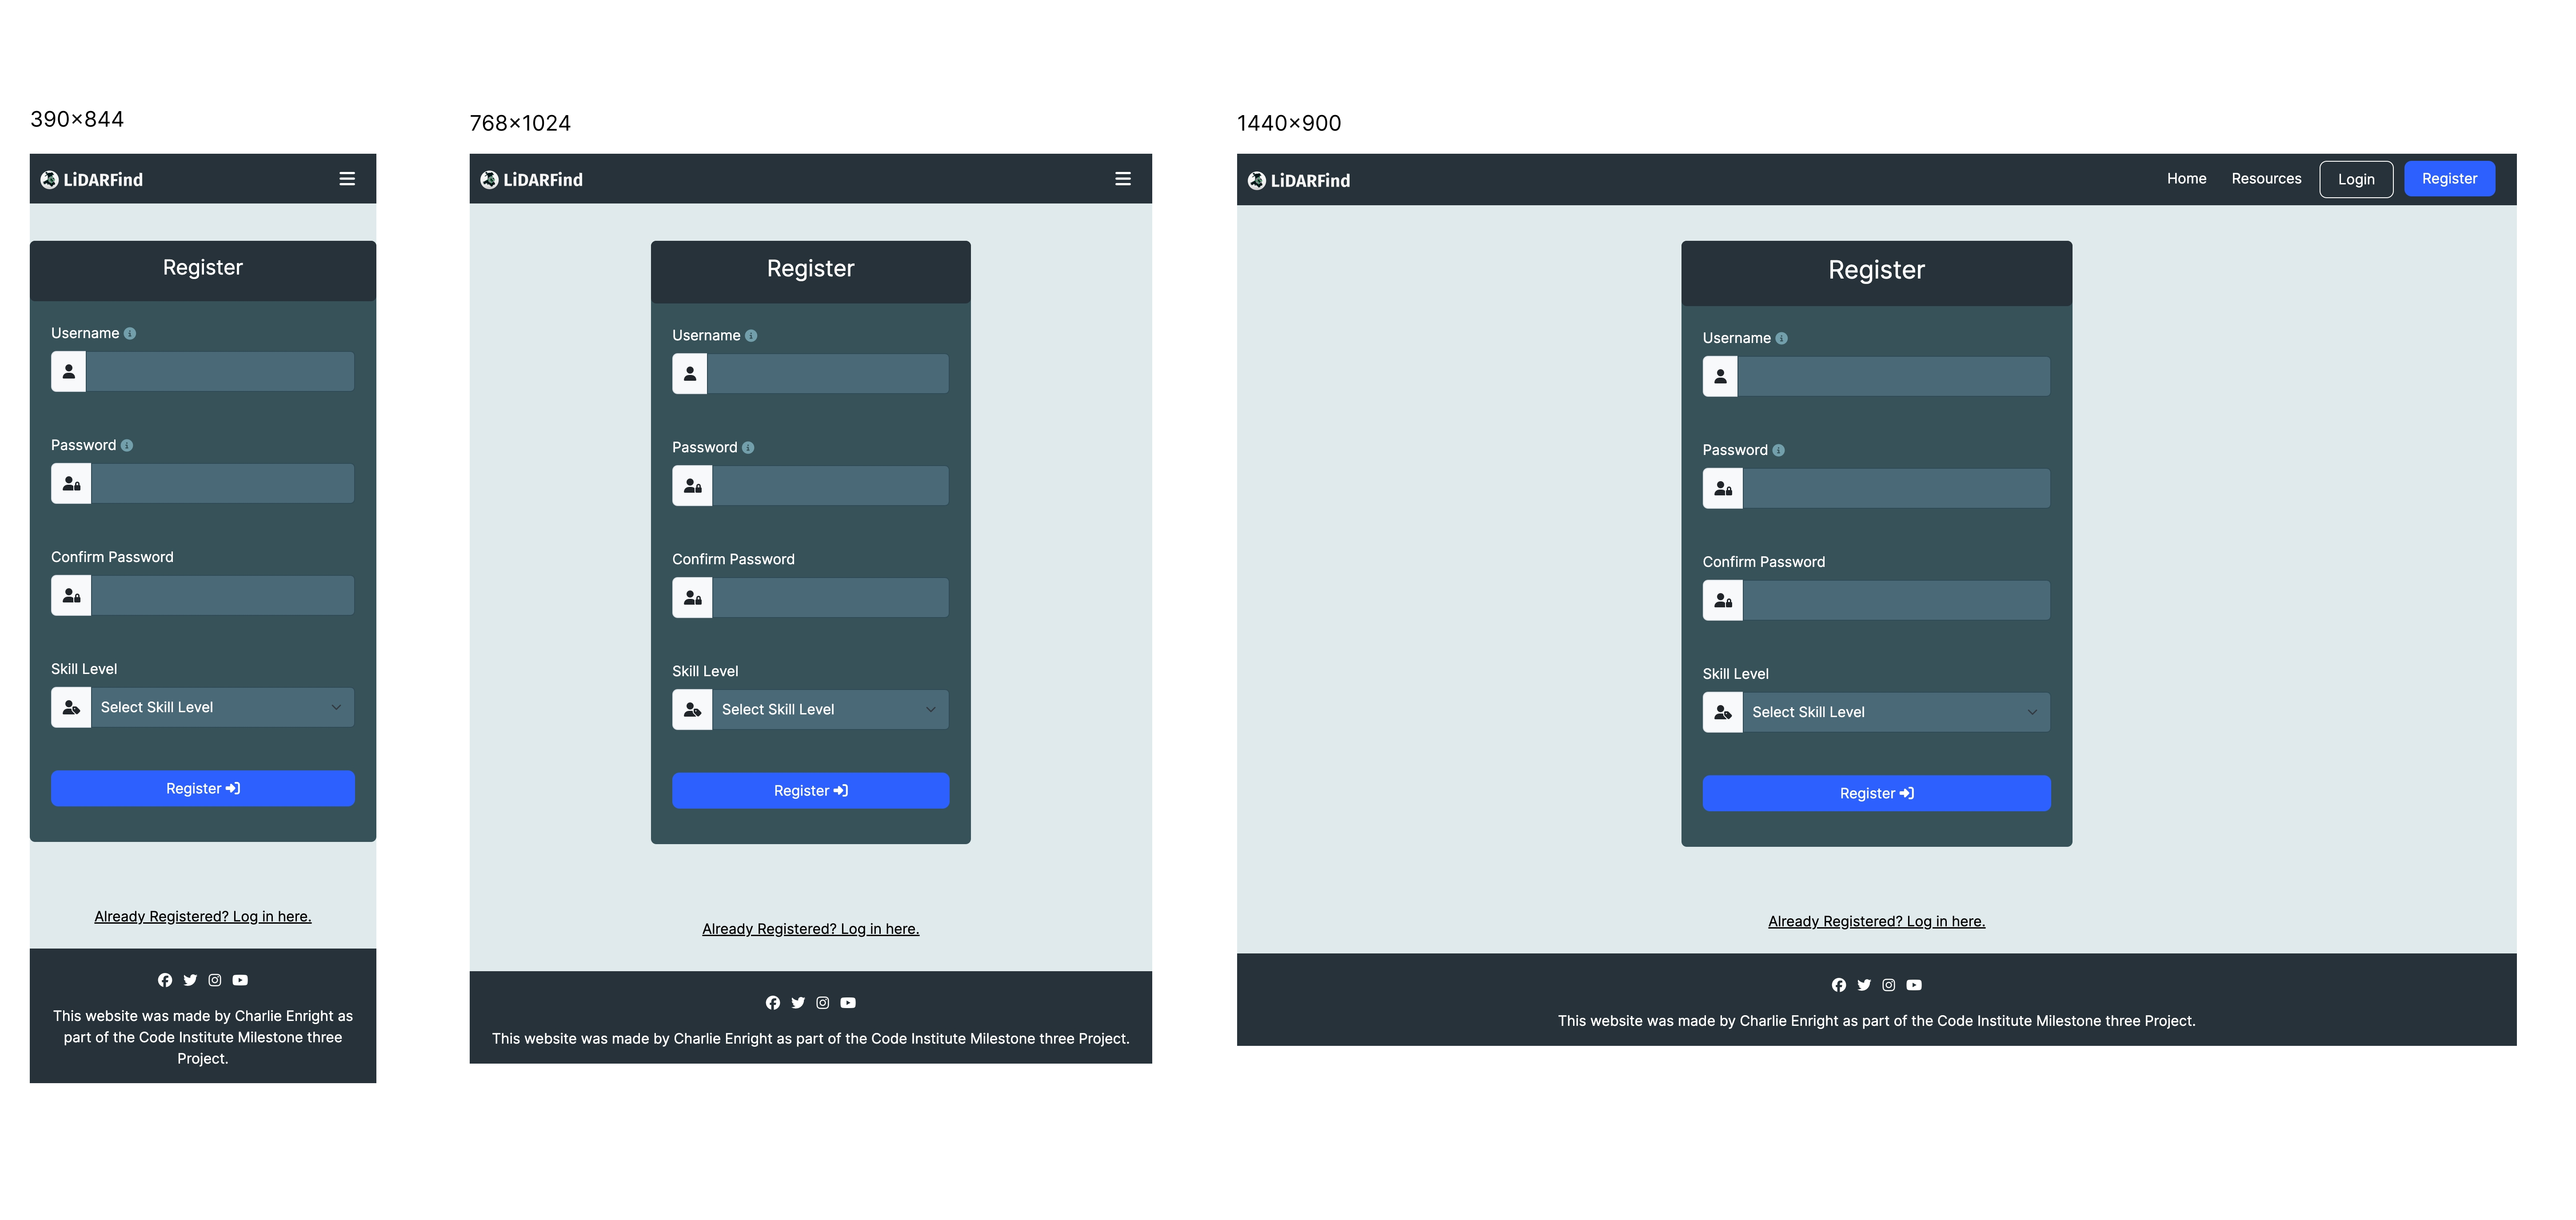 390×844
LiDARFind
Register
Username
Password
Confirm Password
Skill Level
Select Skill Level
Register
Already Registered? Log in here.
This website was made by Charlie Enright as
part of the Code Institute Milestone three
Project.
768×1024
LiDARFind
Register
Username
Password
Confirm Password
Skill Level
Select Skill Level
Register
Already Registered? Log in here.
This website was made by Charlie Enright as part of the Code Institute Milestone three Project.
1440×900
LiDARFind
Home Resources Login Register
Register
Username
Password
Confirm Password
Skill Level
Select Skill Level
Register
Already Registered? Log in here.
This website was made by Charlie Enright as part of the Code Institute Milestone three Project.